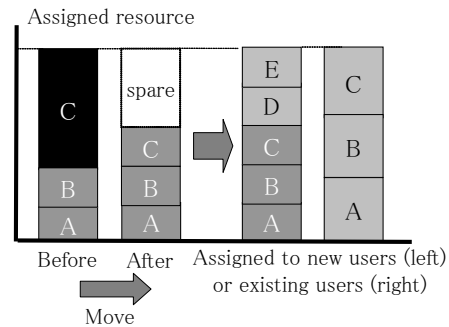 Assigned resource
C
B
A
spare
C
B
A
E
D
C
B
A
C
B
A
Before
After
Assigned to new users (left)
or existing users (right)
Move